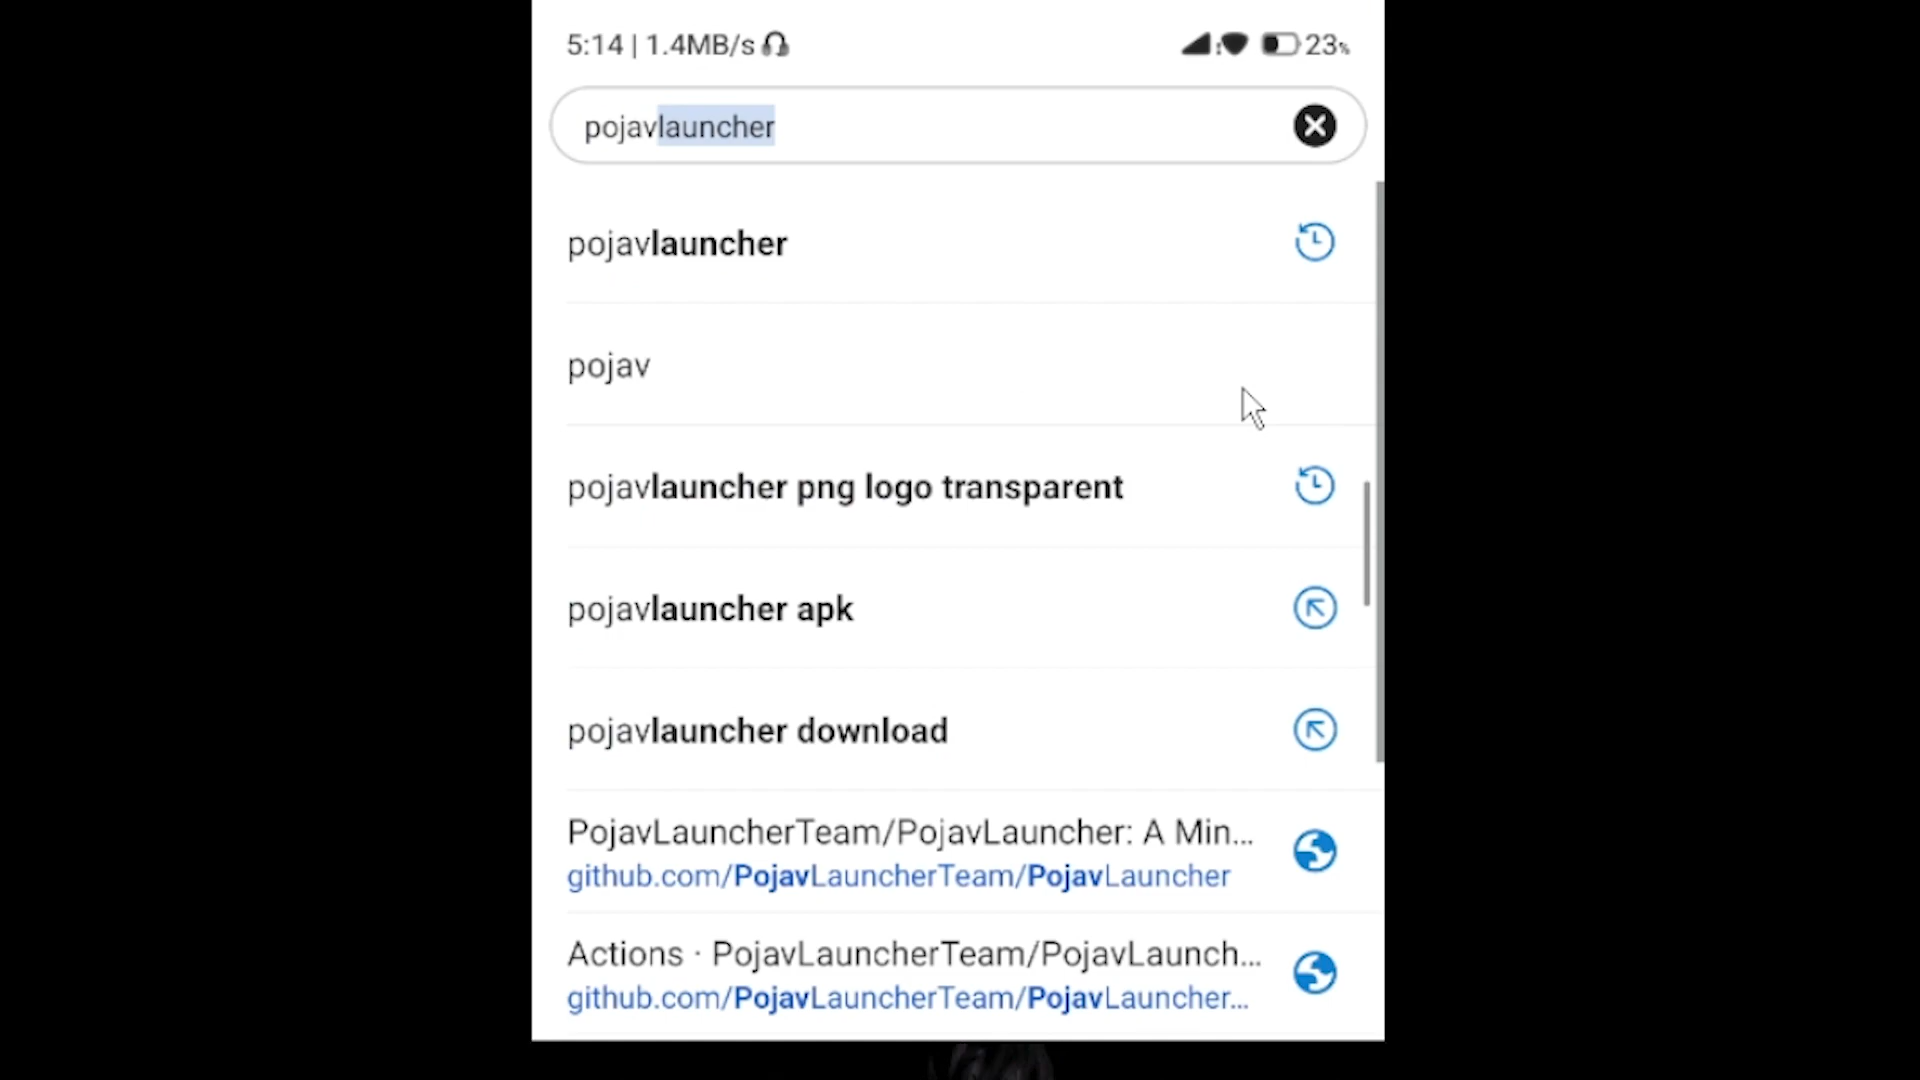 5:14 | 1.4MB/s 23%
pojavlauncher
pojavlauncher
pojav
pojavlauncher png logo transparent
pojavlauncher apk
pojavlauncher download
PojavLauncherTeam/PojavLauncher: A Min...
github.com/PojavLauncherTeam/PojavLauncher
Actions · PojavLauncherTeam/PojavLaunch...
github.com/PojavLauncherTeam/PojavLauncher...